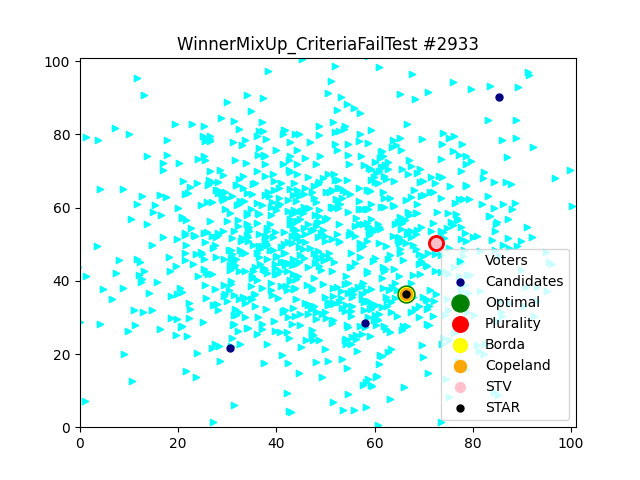 WinnerMixUp_CriteriaFailTest #2933
100
80
60
40
20
0
0 20 40 60 80 100
Voters
Candidates
Optimal
Plurality
Borda
Copeland
STV
STAR